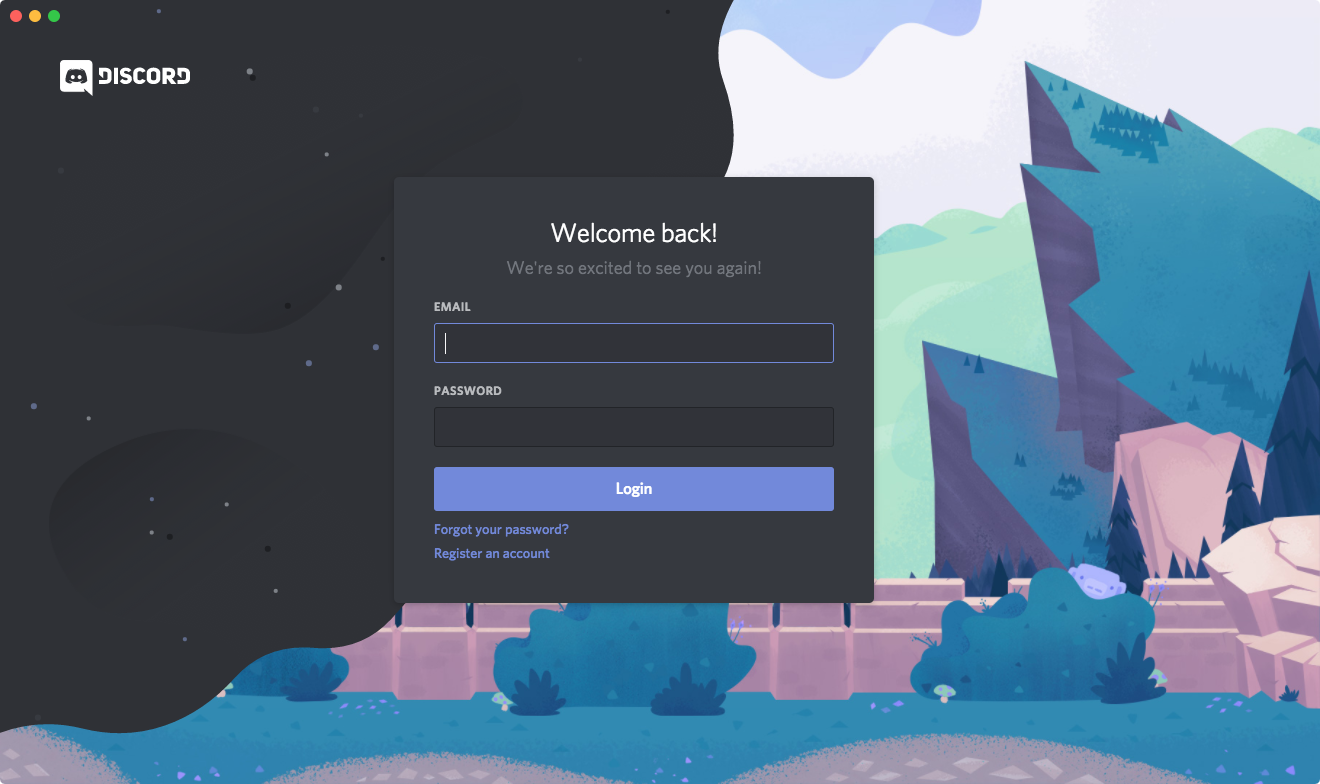 DISCORD
Welcome back!
We're so excited to see you again!
EMAIL
PASSWORD
Login
Forgot your password?
Register an account